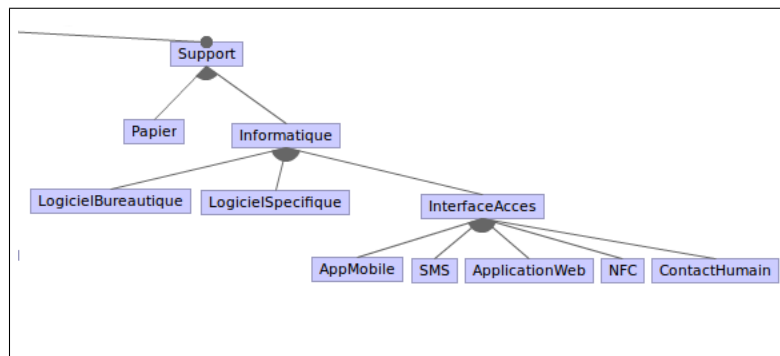 Support
Papier
Informatique
LogicielBureautique
LogicielSpecifique
InterfaceAcces
AppMobile
SMS
ApplicationWeb
NFC
ContactHumain